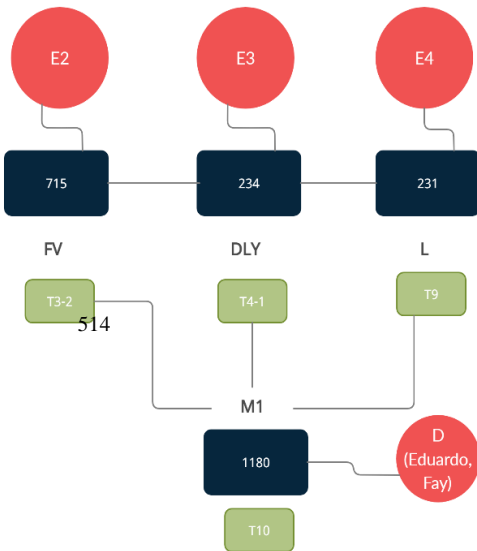 E2
E3
E4
715
234
231
FV
DLY
L
T3-2
T4-1
T9
514
M1
1180
D
(Eduardo,
Fay)
T10